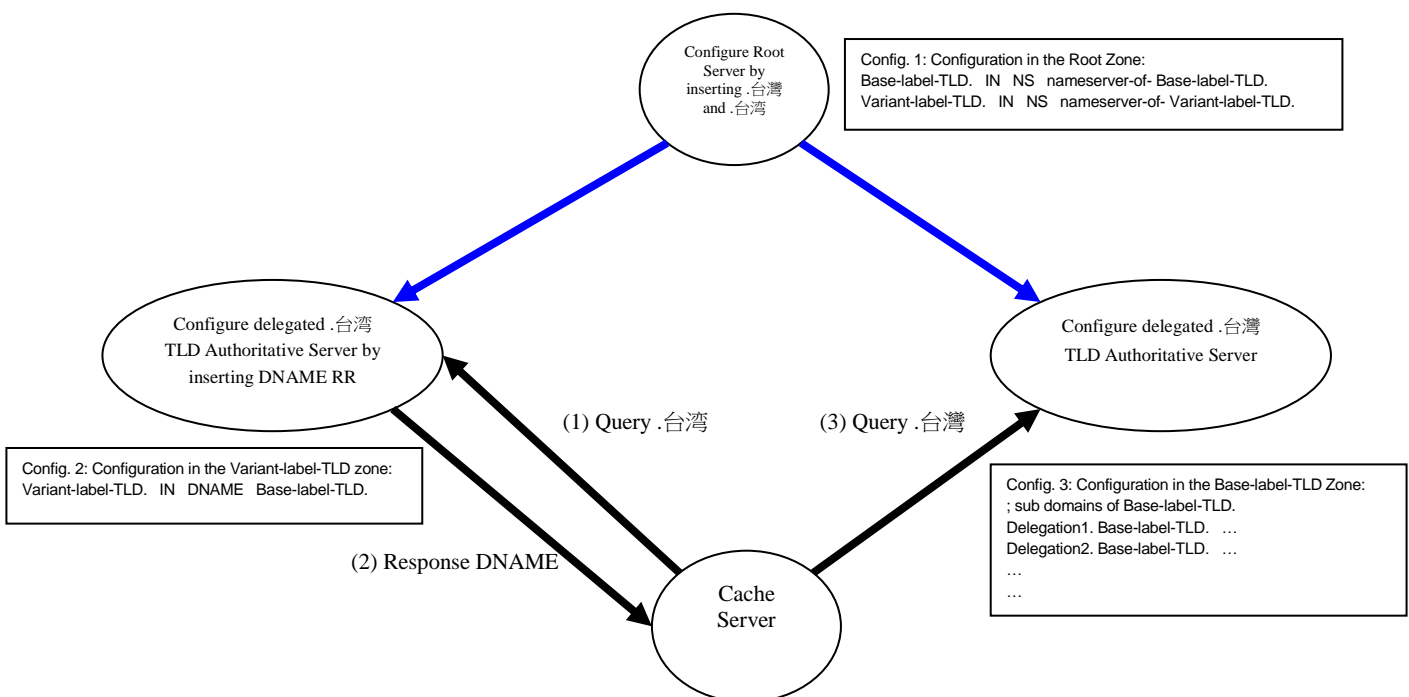 Configure Root
Server by
inserting .台灣
and .台湾
Config. 1: Configuration in the Root Zone:
Base-label-TLD. IN NS nameserver-of- Base-label-TLD.
Variant-label-TLD. IN NS nameserver-of- Variant-label-TLD.
Configure delegated .台湾
TLD Authoritative Server by
inserting DNAME RR
Configure delegated .台灣
TLD Authoritative Server
(1) Query .台湾
(3) Query .台灣
Config. 2: Configuration in the Variant-label-TLD zone:
Variant-label-TLD. IN DNAME Base-label-TLD.
Config. 3: Configuration in the Base-label-TLD Zone:
; sub domains of Base-label-TLD.
Delegation1. Base-label-TLD. …
Delegation2. Base-label-TLD. …
…
…
(2) Response DNAME
Cache
Server